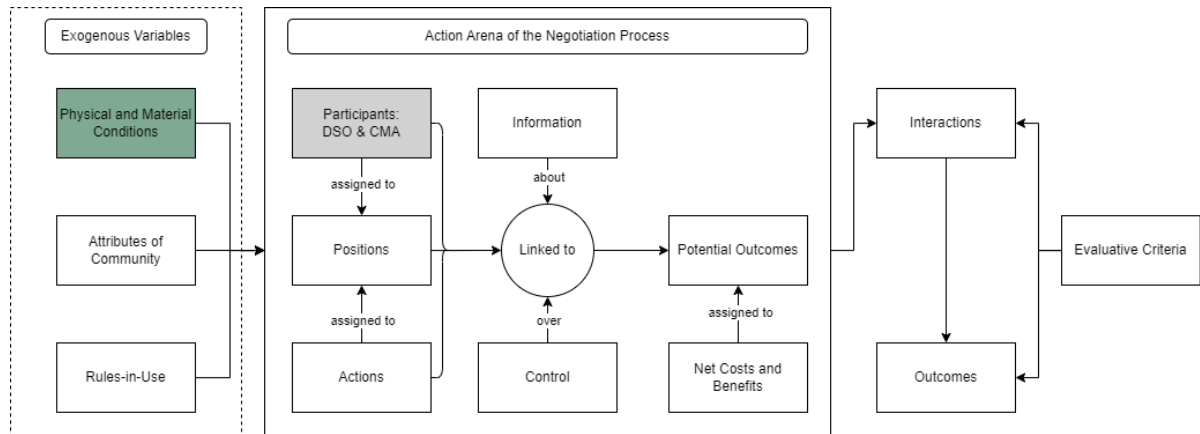 Exogenous Variables
Action Arena of the Negotiation Process
Physical and Material
Conditions
Participants:
DSO & CMA
Information
Interactions
assigned to
about
Attributes of
Community
Positions
Linked to
Potential Outcomes
Evaluative Criteria
assigned to
over
assigned to
Rules-in-Use
Actions
Control
Net Costs and
Benefits
Outcomes